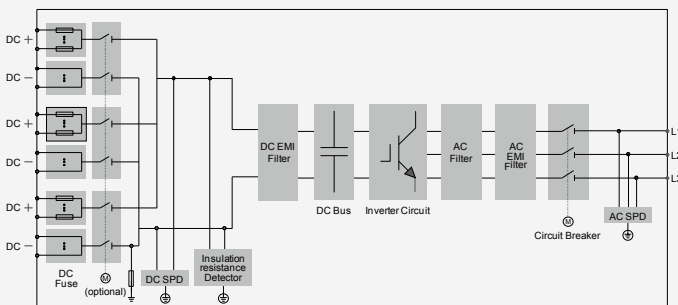 DC +
DC −
DC +
DC −
DC +
DC −
DC
Fuse
M
(optional)
DC SPD
Insulation
resistance
Detector
DC EMI
Filter
DC Bus
Inverter Circuit
AC
Filter
AC
EMI
Filter
M
Circuit Breaker
AC SPD
L1
L2
L3